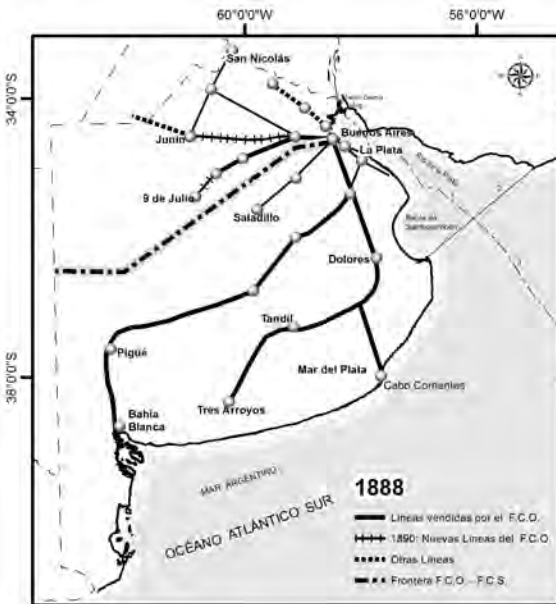 60°0'0"W
56°0'0"W
San Nicolás
34°0'0"S
Buenos Aires
Junín
La Plata
9 de Julio
Saladillo
Dolores
Tandil
Pigüé
Mar del Plata
38°0'0"S
Cabo Corrientes
Tres Arroyos
Bahía
Blanca
MAR ARGENTINO
OCÉANO ATLÁNTICO SUR
1888
Líneas vendidas por el F.C.O.
1890: Nuevas Líneas del F.C.O.
Otras Líneas
Frontera F.C.O. - F.C.S.